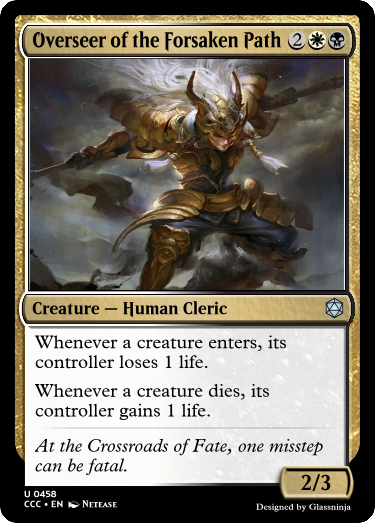 Overseer of the Forsaken Path 2
Creature — Human Cleric
Whenever a creature enters, its
controller loses 1 life.
Whenever a creature dies, its
controller gains 1 life.
At the Crossroads of Fate, one misstep
can be fatal.
2/3
U 0458
CCC • EN NETEASE
Designed by Glassninja